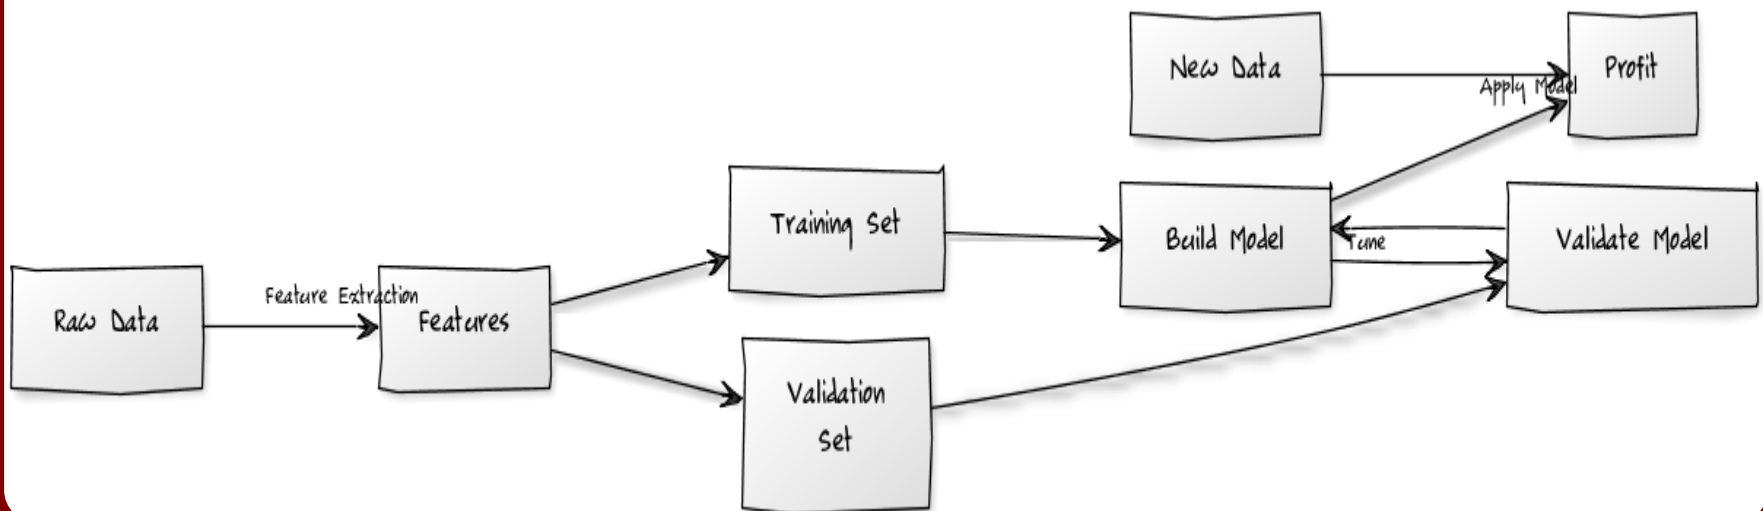 New Data
Profit
Apply Model
Training Set
Build Model
Tune
Validate Model
Feature Extraction
Raw Data
Features
Validation
Set